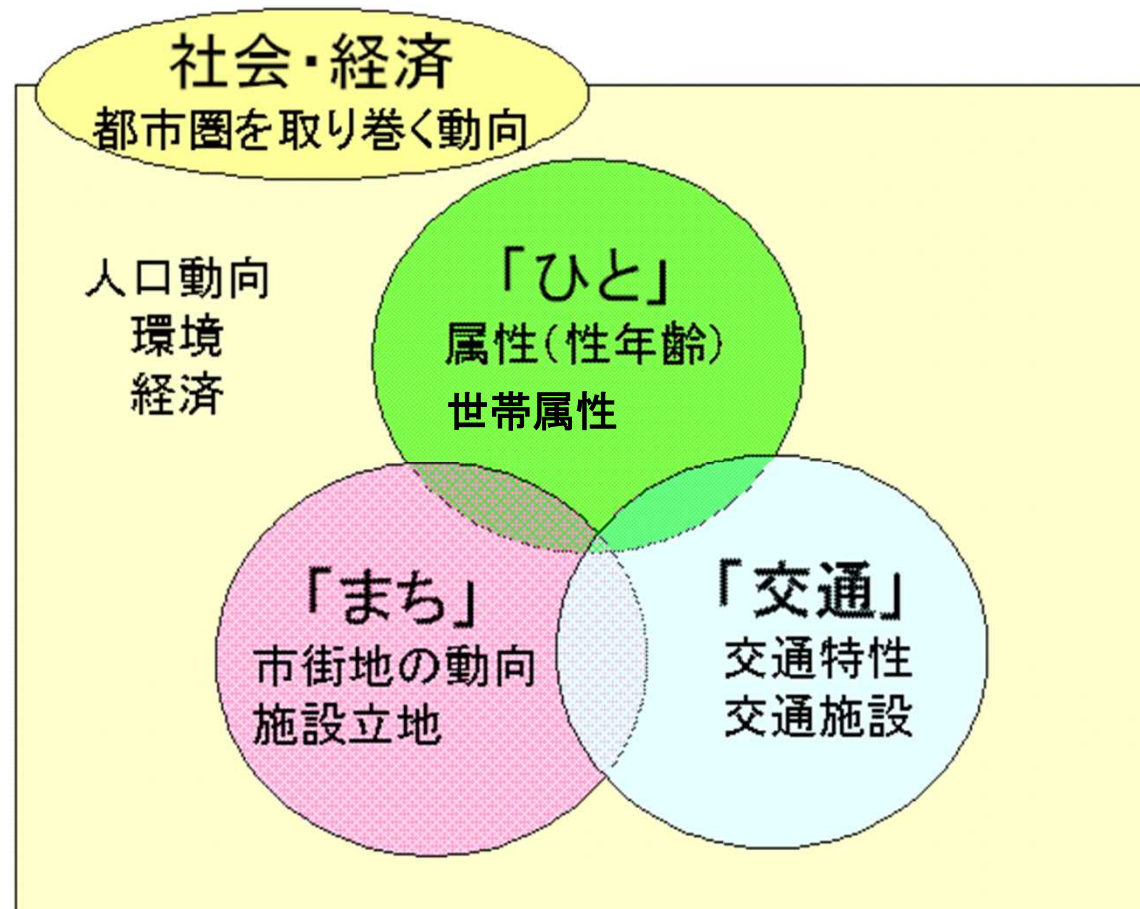 社会・経済
都市圏を取り巻く動向
人口動向
環境
経済
「ひと」
属性(性年齢)
世帯属性
「まち」
市街地の動向
施設立地
「交通」
交通特性
交通施設